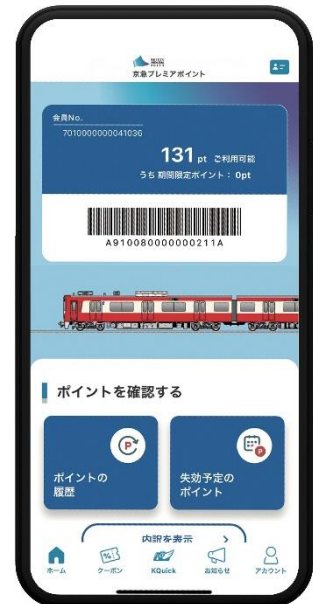 京急プレミアポイント
会員No.
7010000000041036
131 pt ご利用可能
うち 期間限定ポイント： 0pt
A910080000000211A
ポイントを確認する
ポイントの
履歴
失効予定の
ポイント
内訳を表示
ホーム
クーポン
KQuick
お知らせ
アカウント